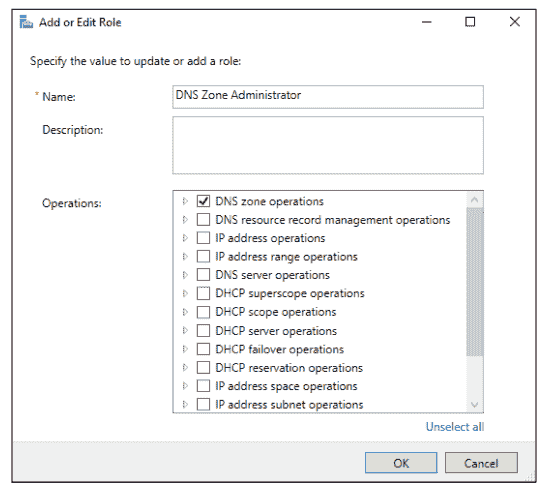 Add or Edit Role
Specify the value to update or add a role:
* Name:
DNS Zone Administrator
Description:
Operations:
DNS zone operations
DNS resource record management operations
IP address operations
IP address range operations
DNS server operations
DHCP superscope operations
DHCP scope operations
DHCP server operations
DHCP failover operations
DHCP reservation operations
IP address space operations
IP address subnet operations
Unselect all
OK
Cancel